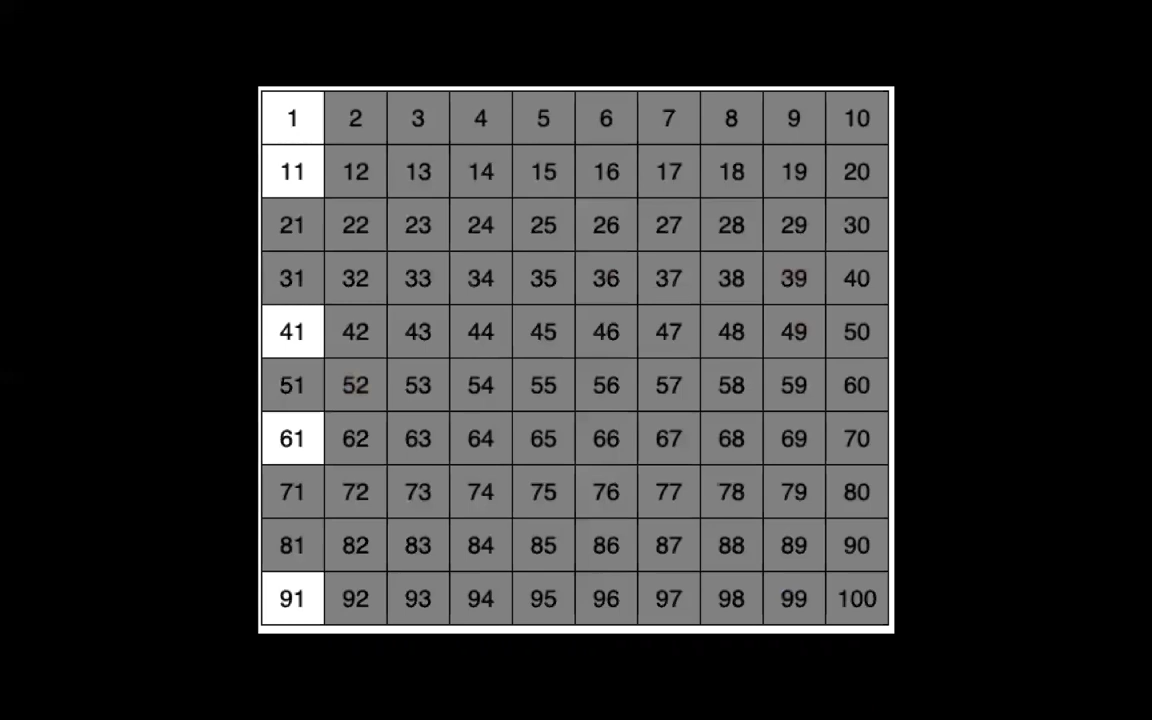 1 2 3 4 5 6 7 8 9 10
11 12 13 14 15 16 17 18 19 20
21 22 23 24 25 26 27 28 29 30
31 32 33 34 35 36 37 38 39 40
41 42 43 44 45 46 47 48 49 50
51 52 53 54 55 56 57 58 59 60
61 62 63 64 65 66 67 68 69 70
71 72 73 74 75 76 77 78 79 80
81 82 83 84 85 86 87 88 89 90
91 92 93 94 95 96 97 98 99 100